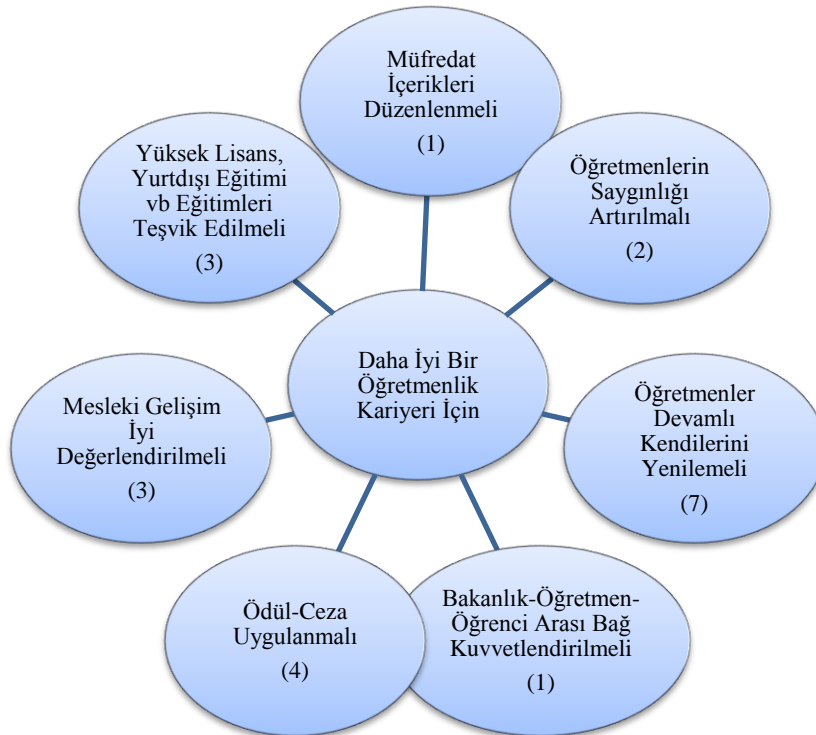 Müfredat
İçerikleri
Düzenlenmeli
(1)
Öğretmenlerin
Saygınlığı
Artırılmalı
(2)
Öğretmenler
Devamlı
Kendilerini
Yenilemeli
(7)
Bakanlık-Öğretmen-
Öğrenci Arası Bağ
Kuvvetlendirilmeli
(1)
Ödül-Ceza
Uygulanmalı
(4)
Mesleki Gelişim
İyi
Değerlendirilmeli
(3)
Yüksek Lisans,
Yurtdışı Eğitimi
vb Eğitimleri
Teşvik Edilmeli
(3)
Daha İyi Bir
Öğretmenlik
Kariyeri İçin